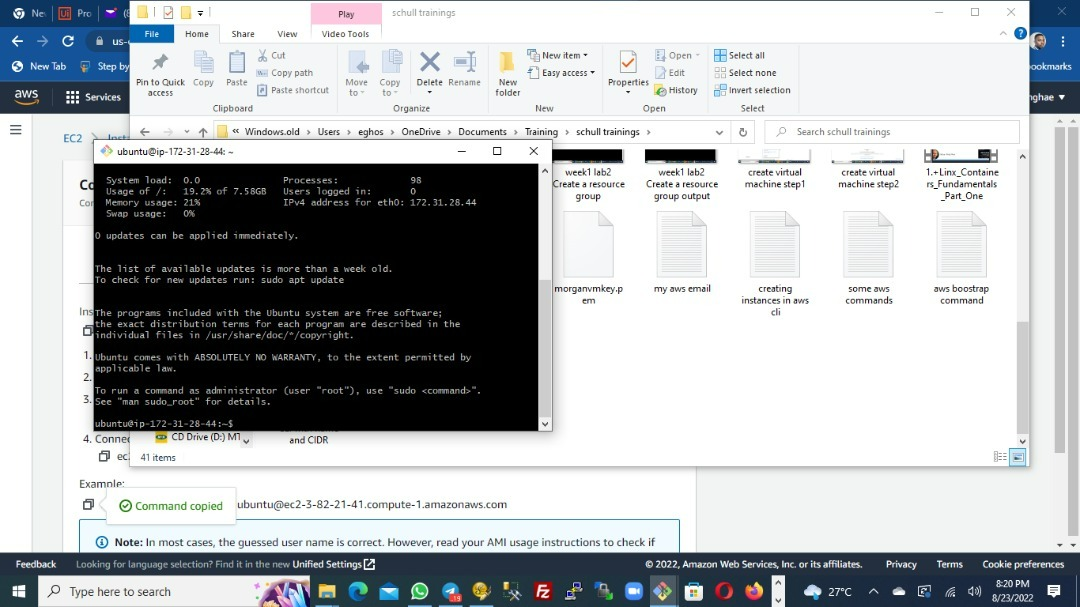 Ne
Pro
(8
Play
schull trainings
File
Home
Share
View
Video Tools
us-
New Tab
Step by
ookmarks
Pin to Quick access
Copy
Paste
Cut
Copy path
Paste shortcut
Move to
Copy to
Delete
Rename
New folder
New item
Easy access
Properties
Open
Edit
History
Select all
Select none
Invert selection
Clipboard
Organize
New
Open
Select
aws
Services
nghae
EC2
Inst
« Windows.old > Users > eghos > OneDrive > Documents > Training > schull trainings >
Search schull trainings
ubuntu@ip-172-31-28-44: ~
System load: 0.0 Processes: 98
Usage of /: 19.2% of 7.58GB Users logged in: 0
Memory usage: 21% IPv4 address for eth0: 172.31.28.44
Swap usage: 0%
0 updates can be applied immediately.
The list of available updates is more than a week old.
To check for new updates run: sudo apt update
The programs included with the Ubuntu system are free software;
the exact distribution terms for each program are described in the
individual files in /usr/share/doc/*/copyright.
Ubuntu comes with ABSOLUTELY NO WARRANTY, to the extent permitted by
applicable law.
To run a command as administrator (user "root"), use "sudo <command>".
See "man sudo_root" for details.
ubuntu@ip-172-31-28-44:~$
week1 lab2
Create a resource
group
week1 lab2
Create a resource
group output
create virtual
machine step1
create virtual
machine step2
1.+Linx_Containe
rs_Fundamentals
_Part_One
morganvmkey.p
em
my aws email
creating
instances in aws
cli
some aws
commands
aws boostrap
command
Co
Con
Ins
1.
2.
3.
4. Connec
ec
CD Drive (D:) MT
and CIDR
41 items
Example:
Command copied
ubuntu@ec2-3-82-21-41.compute-1.amazonaws.com
Note: In most cases, the guessed user name is correct. However, read your AMI usage instructions to check if
Feedback
Looking for language selection? Find it in the new Unified Settings
© 2022, Amazon Web Services, Inc. or its affiliates.
Privacy
Terms
Cookie preferences
Type here to search
27°C
8:20 PM
8/23/2022